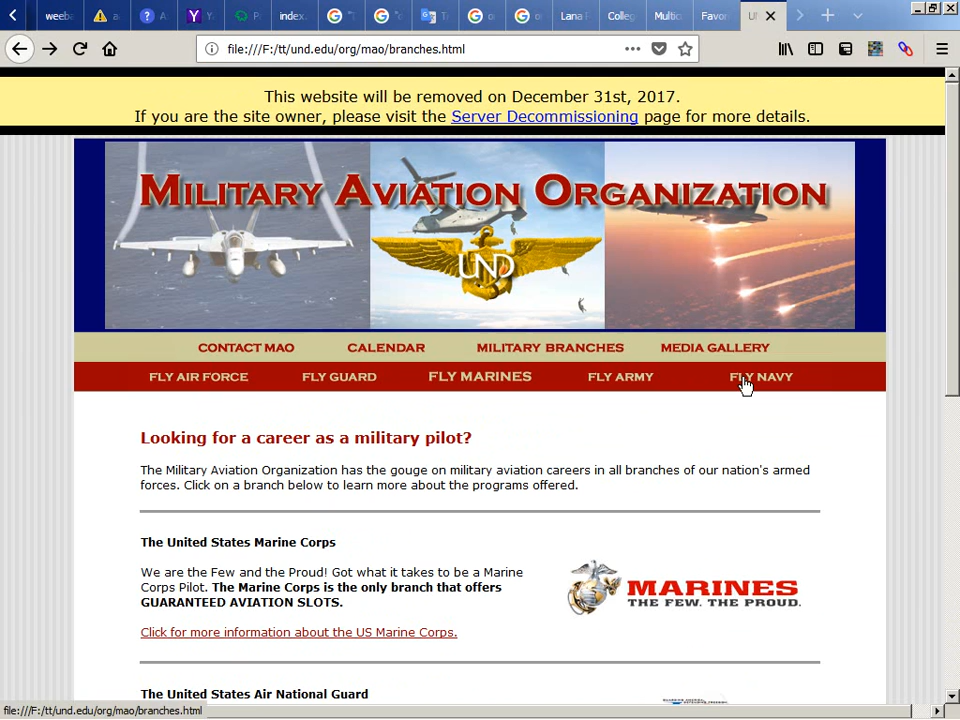 weeb
a
A
Y
P
index.
"T
"c
T
o
o
Lana
Colleg
Multic
Favor
U
file:///F:/tt/und.edu/org/mao/branches.html
This website will be removed on December 31st, 2017.
If you are the site owner, please visit the Server Decommissioning page for more details.
MILITARY AVIATION ORGANIZATION
UND
CONTACT MAO CALENDAR MILITARY BRANCHES MEDIA GALLERY
FLY AIR FORCE FLY GUARD FLY MARINES FLY ARMY FLY NAVY
Looking for a career as a military pilot?
The Military Aviation Organization has the gouge on military aviation careers in all branches of our nation's armed
forces. Click on a branch below to learn more about the programs offered.
The United States Marine Corps
We are the Few and the Proud! Got what it takes to be a Marine
Corps Pilot. The Marine Corps is the only branch that offers
GUARANTEED AVIATION SLOTS.
MARINES
THE FEW. THE PROUD.
Click for more information about the US Marine Corps.
The United States Air National Guard
file:///F:/tt/und.edu/org/mao/branches.html